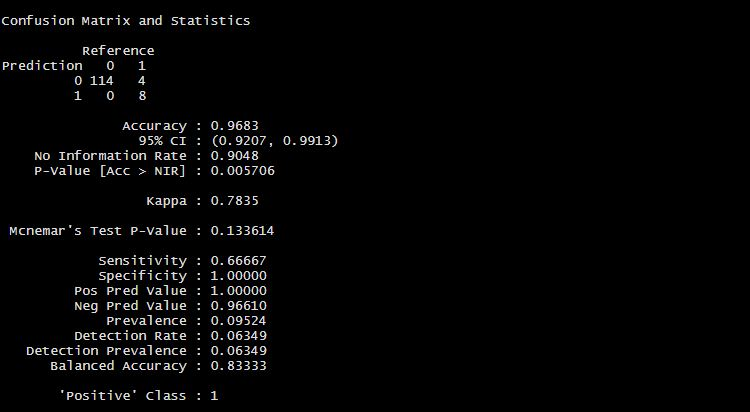 Confusion Matrix and Statistics
Reference
Prediction 0 1
0 114 4
1 0 8
Accuracy : 0.9683
95% CI : (0.9207, 0.9913)
No Information Rate : 0.9048
P-Value [Acc > NIR] : 0.005706
Kappa : 0.7835
Mcnemar's Test P-Value : 0.133614
Sensitivity : 0.66667
Specificity : 1.00000
Pos Pred Value : 1.00000
Neg Pred Value : 0.96610
Prevalence : 0.09524
Detection Rate : 0.06349
Detection Prevalence : 0.06349
Balanced Accuracy : 0.83333
'Positive' Class : 1